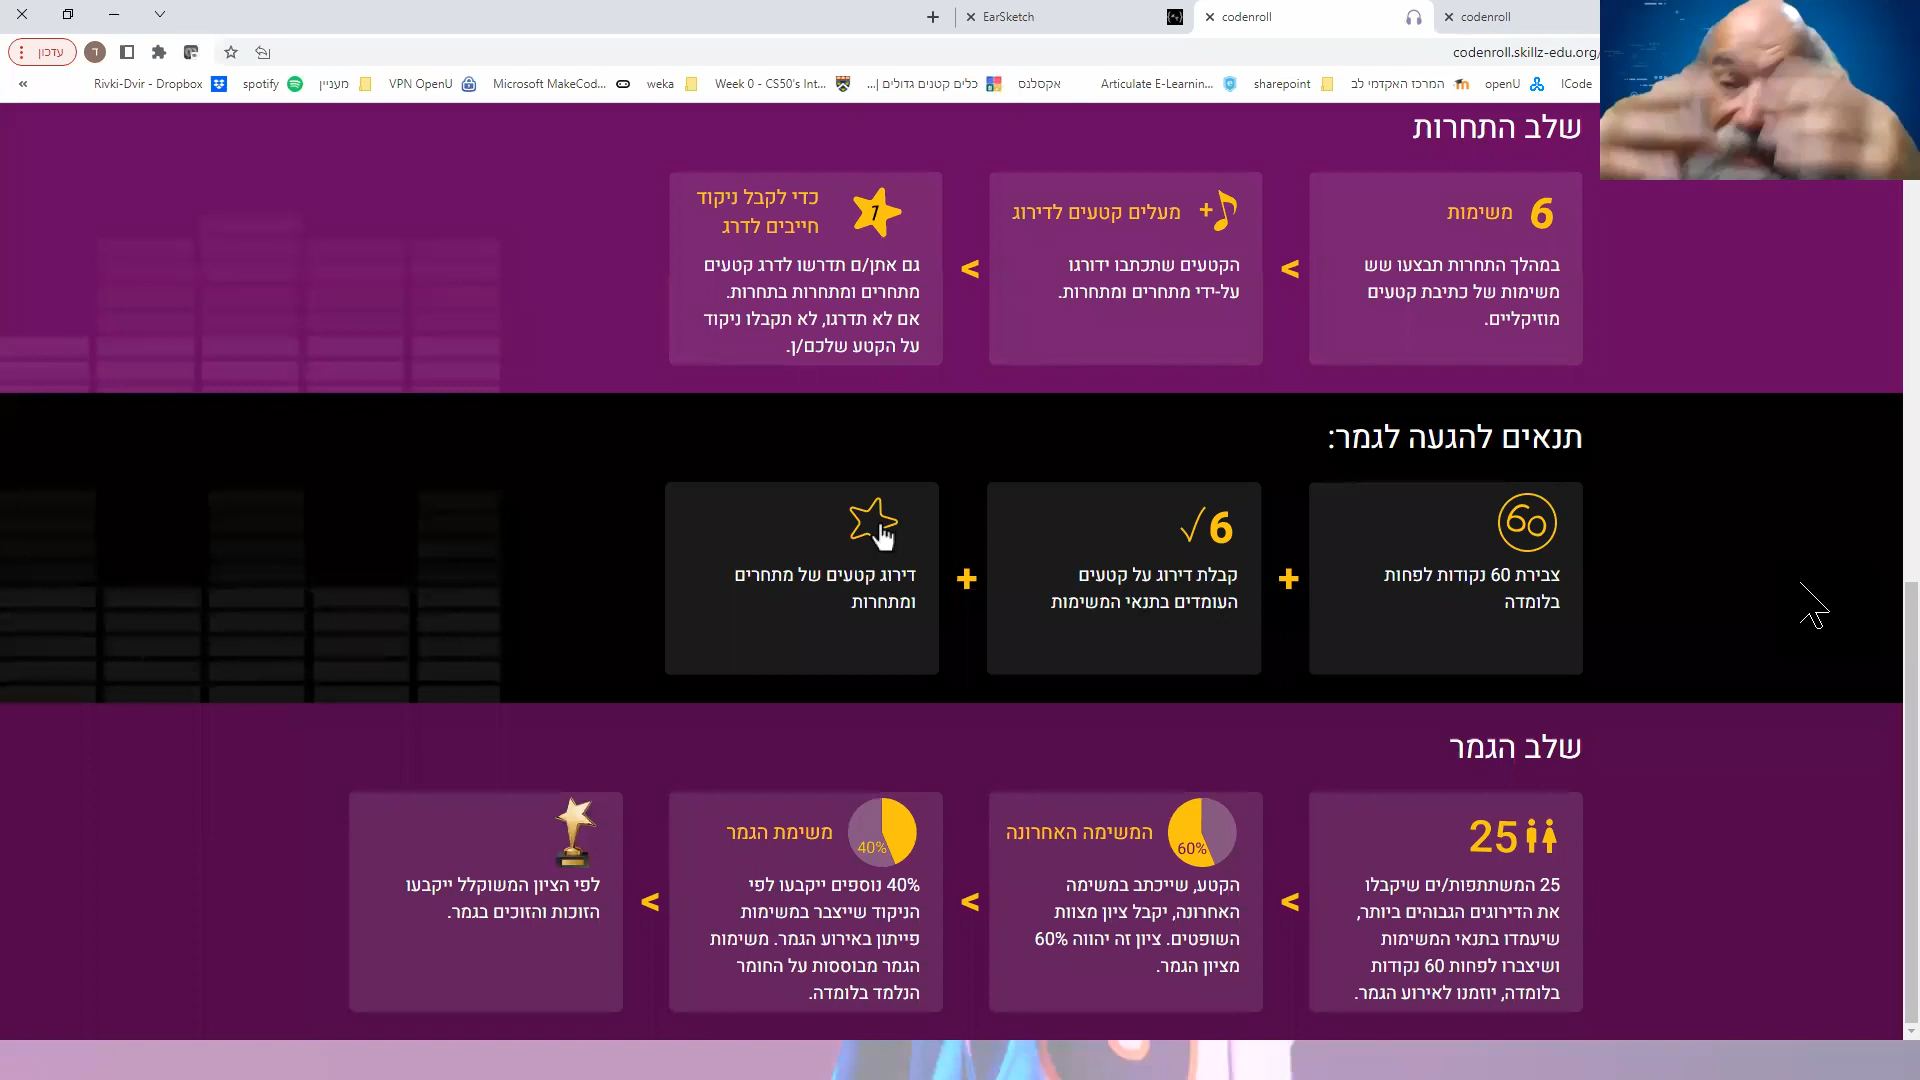 EarSketch
codenroll
codenroll
עדכון
ד
codenroll.skillz-edu.org/
Rivki-Dvir - Dropbox
spotify
מעניין
VPN OpenU
Microsoft MakeCod...
weka
Week 0 - CS50's Int...
כלים קטנים גדולים |...
אקסלנס
Articulate E-Learnin...
sharepoint
המרכז האקדמי לב
openU
ICode
שלב התחרות
6 משימות
במהלך התחרות תבצעו שש
משימות של כתיבת קטעים
מוזיקליים.
<
מעלים קטעים לדירוג
הקטעים שתכתבו ידורגו
על-ידי מתחרים ומתחרות.
<
1
כדי לקבל ניקוד
חייבים לדרג
גם אתן/ם תדרשו לדרג קטעים
מתחרים ומתחרות בתחרות.
אם לא תדרגו, לא תקבלו ניקוד
על הקטע שלכם/ן.
תנאים להגעה לגמר:
60
צבירת 60 נקודות לפחות
בלומדה
+
6 ✓
קבלת דירוג על קטעים
העומדים בתנאי המשימות
+
דירוג קטעים של מתחרים
ומתחרות
שלב הגמר
25
25 המשתתפות/ים שיקבלו
את הדירוגים הגבוהים ביותר,
שיעמדו בתנאי המשימות
ושיצברו לפחות 60 נקודות
בלומדה, יוזמנו לאירוע הגמר.
<
60%
המשימה האחרונה
הקטע, שייכתב במשימה
האחרונה, יקבל ציון מצוות
השופטים. ציון זה יהווה 60%
מציון הגמר.
<
40%
משימת הגמר
40% נוספים ייקבעו לפי
הניקוד שייצבר במשימות
פייתון באירוע הגמר. משימות
הגמר מבוססות על החומר
הנלמד בלומדה.
<
לפי הציון המשוקלל ייקבעו
הזוכות והזוכים בגמר.